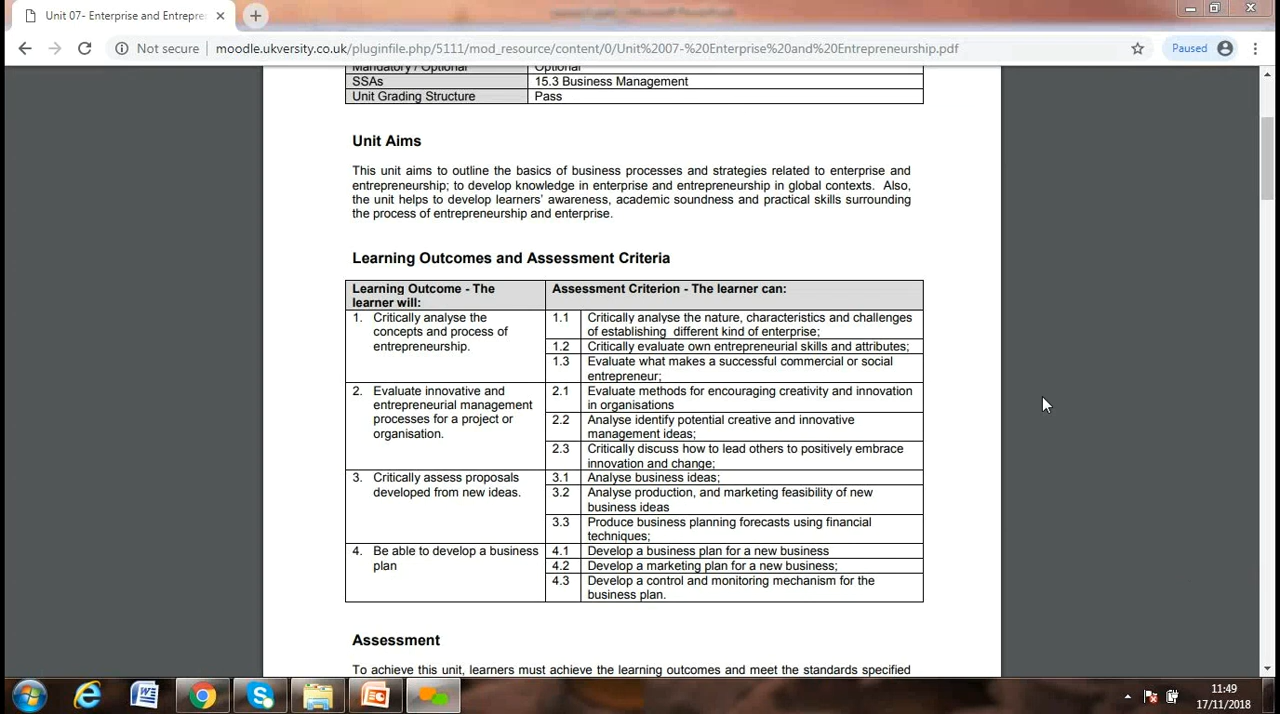 Unit 07- Enterprise and Entrepre
Not secure
moodle.ukversity.co.uk/pluginfile.php/5111/mod_resource/content/0/Unit%2007-%20Enterprise%20and%20Entrepreneurship.pdf
Paused
Mandatory / Optional Optional
SSAs 15.3 Business Management
Unit Grading Structure Pass
Unit Aims
This unit aims to outline the basics of business processes and strategies related to enterprise and
entrepreneurship; to develop knowledge in enterprise and entrepreneurship in global contexts. Also,
the unit helps to develop learners' awareness, academic soundness and practical skills surrounding
the process of entrepreneurship and enterprise.
Learning Outcomes and Assessment Criteria
Learning Outcome - The
learner will:
Assessment Criterion - The learner can:
1. Critically analyse the
concepts and process of
entrepreneurship.
1.1 Critically analyse the nature, characteristics and challenges
of establishing different kind of enterprise;
1.2 Critically evaluate own entrepreneurial skills and attributes;
1.3 Evaluate what makes a successful commercial or social
entrepreneur;
2. Evaluate innovative and
entrepreneurial management
processes for a project or
organisation.
2.1 Evaluate methods for encouraging creativity and innovation
in organisations
2.2 Analyse identify potential creative and innovative
management ideas;
2.3 Critically discuss how to lead others to positively embrace
innovation and change;
3. Critically assess proposals
developed from new ideas.
3.1 Analyse business ideas;
3.2 Analyse production, and marketing feasibility of new
business ideas
3.3 Produce business planning forecasts using financial
techniques;
4. Be able to develop a business
plan
4.1 Develop a business plan for a new business
4.2 Develop a marketing plan for a new business;
4.3 Develop a control and monitoring mechanism for the
business plan.
Assessment
To achieve this unit, learners must achieve the learning outcomes and meet the standards specified
11:49
17/11/2018